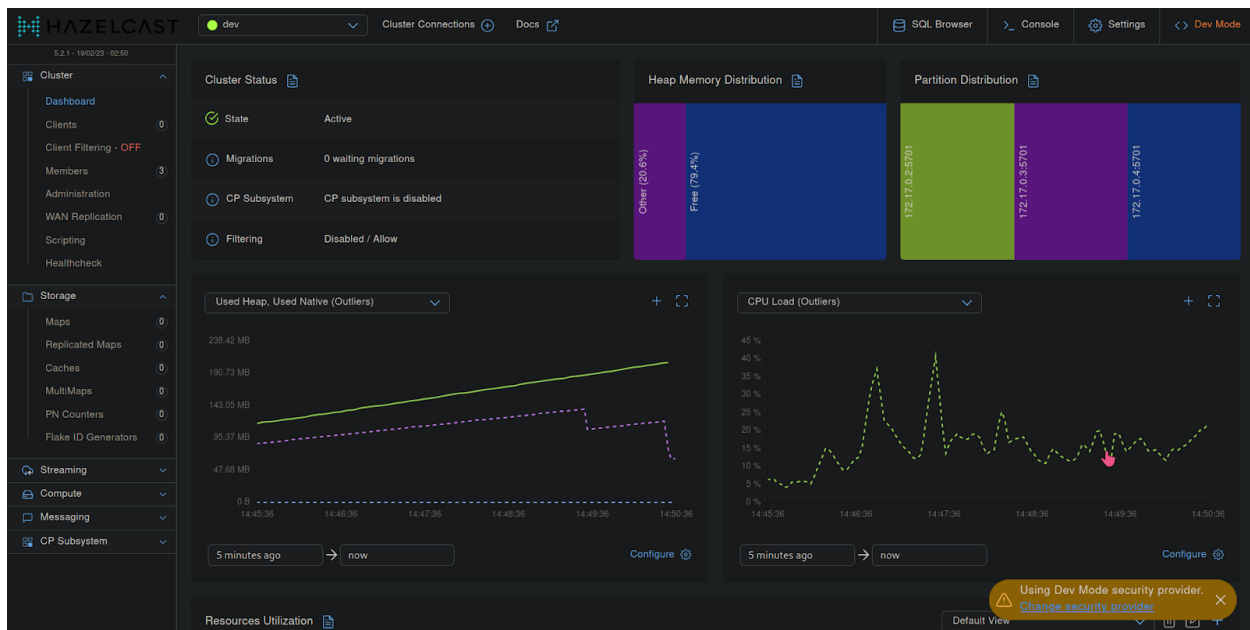 HAZELCAST
dev
Cluster Connections
Docs
SQL Browser
Console
Settings
Dev Mode
5.2.1 - 19/02/23 - 02:50
Cluster
Dashboard
Clients 0
Client Filtering - OFF
Members 3
Administration
WAN Replication 0
Scripting
Healthcheck
Storage
Maps 0
Replicated Maps 0
Caches 0
MultiMaps 0
PN Counters 0
Flake ID Generators 0
Streaming
Compute
Messaging
CP Subsystem
Cluster Status
State Active
Migrations 0 waiting migrations
CP Subsystem CP subsystem is disabled
Filtering Disabled / Allow
Heap Memory Distribution
Other (20.6%)
Free (79.4%)
Partition Distribution
172.17.0.2:5701
172.17.0.3:5701
172.17.0.4:5701
Used Heap, Used Native (Outliers)
238.42 MB
190.73 MB
143.05 MB
95.37 MB
47.68 MB
0 B
14:45:36 14:46:36 14:47:36 14:48:36 14:49:36 14:50:36
5 minutes ago → now
Configure
CPU Load (Outliers)
45 %
40 %
35 %
30 %
25 %
20 %
15 %
10 %
5 %
0 %
14:45:36 14:46:36 14:47:36 14:48:36 14:49:36 14:50:36
5 minutes ago → now
Configure
Resources Utilization
Default View
Using Dev Mode security provider.
Change security provider